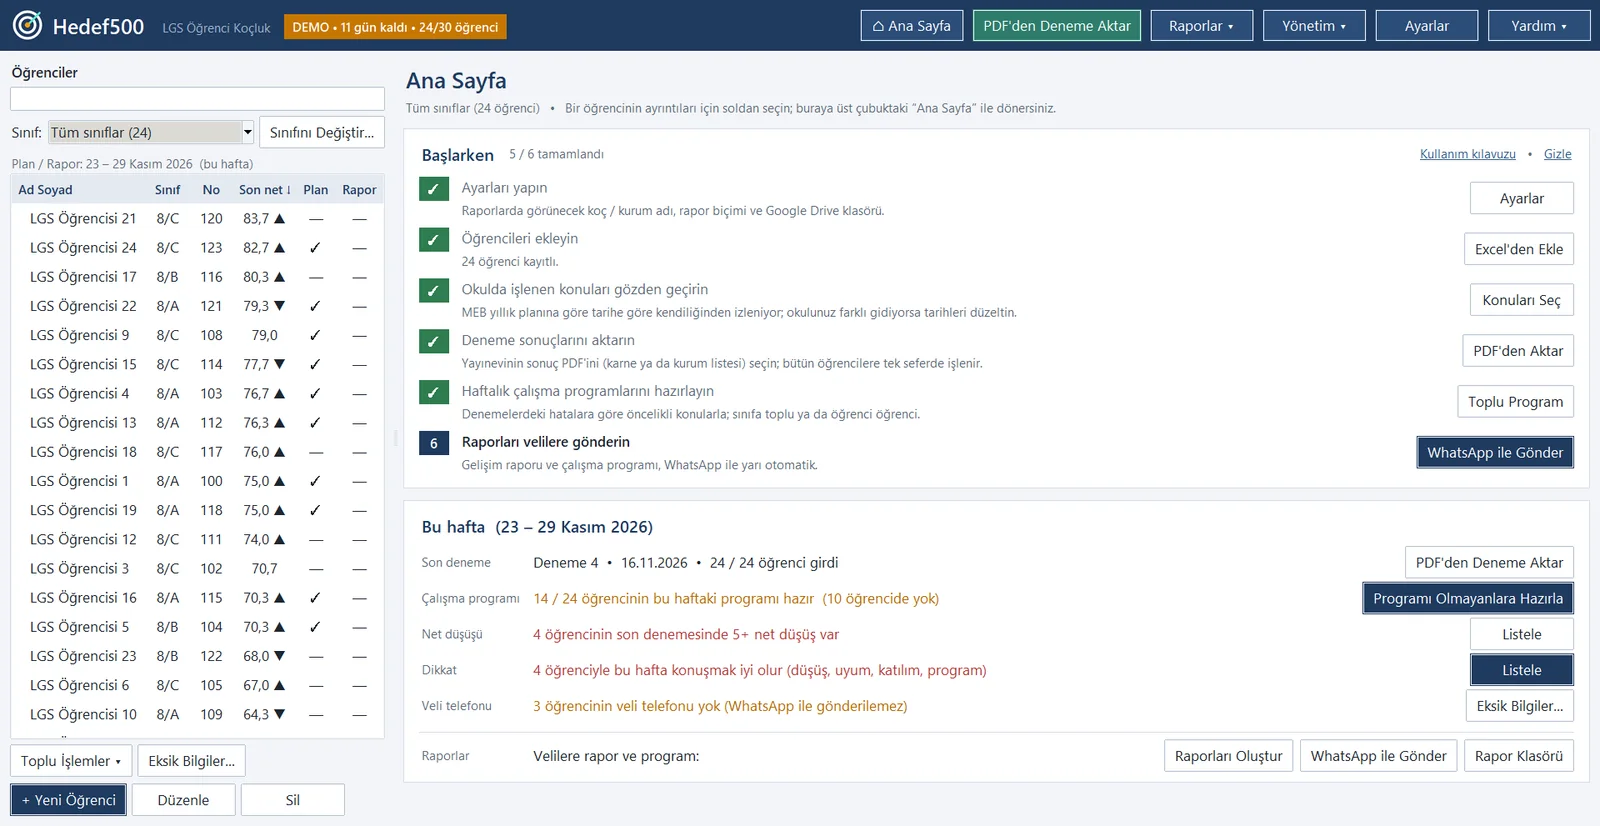 Hedef500 LGS Öğrenci Koçluk DEMO • 11 gün kaldı • 24/30 öğrenci
Ana Sayfa PDF'den Deneme Aktar Raporlar Yönetim Ayarlar Yardım
Öğrenciler
Sınıf: Tüm sınıflar (24) Sınıfını Değiştir...
Plan / Rapor: 23 – 29 Kasım 2026 (bu hafta)
Ad Soyad Sınıf No Son net ↓ Plan Rapor
LGS Öğrencisi 21 8/C 120 83,7 ▲ — —
LGS Öğrencisi 24 8/C 123 82,7 ▲ ✓ —
LGS Öğrencisi 17 8/B 116 80,3 ▲ — —
LGS Öğrencisi 22 8/A 121 79,3 ▼ ✓ —
LGS Öğrencisi 9 8/C 108 79,0 ✓ —
LGS Öğrencisi 15 8/C 114 77,7 ▼ ✓ —
LGS Öğrencisi 4 8/A 103 76,7 ▲ ✓ —
LGS Öğrencisi 13 8/A 112 76,3 ▲ ✓ —
LGS Öğrencisi 18 8/C 117 76,0 ▲ — —
LGS Öğrencisi 1 8/A 100 75,0 ▲ ✓ —
LGS Öğrencisi 19 8/A 118 75,0 ▲ ✓ —
LGS Öğrencisi 12 8/C 111 74,0 ▲ — —
LGS Öğrencisi 3 8/C 102 70,7 — —
LGS Öğrencisi 16 8/A 115 70,3 ▲ ✓ —
LGS Öğrencisi 5 8/B 104 70,3 ▲ ✓ —
LGS Öğrencisi 23 8/B 122 68,0 ▼ — —
LGS Öğrencisi 6 8/C 105 67,0 ▲ — —
LGS Öğrencisi 10 8/A 109 64,3 ▼ — —
Toplu İşlemler Eksik Bilgiler...
+ Yeni Öğrenci Düzenle Sil
Ana Sayfa
Tüm sınıflar (24 öğrenci) • Bir öğrencinin ayrıntıları için soldan seçin; buraya üst çubuktaki “Ana Sayfa” ile dönersiniz.
Başlarken 5 / 6 tamamlandı Kullanım kılavuzu • Gizle
✓ Ayarları yapın
Raporlarda görünecek koç / kurum adı, rapor biçimi ve Google Drive klasörü.
Ayarlar
✓ Öğrencileri ekleyin
24 öğrenci kayıtlı.
Excel'den Ekle
✓ Okulda işlenen konuları gözden geçirin
MEB yıllık planına göre tarihe göre kendiliğinden izleniyor; okulunuz farklı gidiyorsa tarihleri düzeltin.
Konuları Seç
✓ Deneme sonuçlarını aktarın
Yayınevinin sonuç PDF'ini (karne ya da kurum listesi) seçin; bütün öğrencilere tek seferde işlenir.
PDF'den Aktar
✓ Haftalık çalışma programlarını hazırlayın
Denemelerdeki hatalara göre öncelikli konularla; sınıfa toplu ya da öğrenci öğrenci.
Toplu Program
6 Raporları velilere gönderin
Gelişim raporu ve çalışma programı, WhatsApp ile yarı otomatik.
WhatsApp ile Gönder
Bu hafta (23 – 29 Kasım 2026)
Son deneme Deneme 4 • 16.11.2026 • 24 / 24 öğrenci girdi PDF'den Deneme Aktar
Çalışma programı 14 / 24 öğrencinin bu haftaki programı hazır (10 öğrencide yok) Programı Olmayanlara Hazırla
Net düşüşü 4 öğrencinin son denemesinde 5+ net düşüş var Listele
Dikkat 4 öğrenciyle bu hafta konuşmak iyi olur (düşüş, uyum, katılım, program) Listele
Veli telefonu 3 öğrencinin veli telefonu yok (WhatsApp ile gönderilemez) Eksik Bilgiler...
Raporlar Velilere rapor ve program: Raporları Oluştur WhatsApp ile Gönder Rapor Klasörü